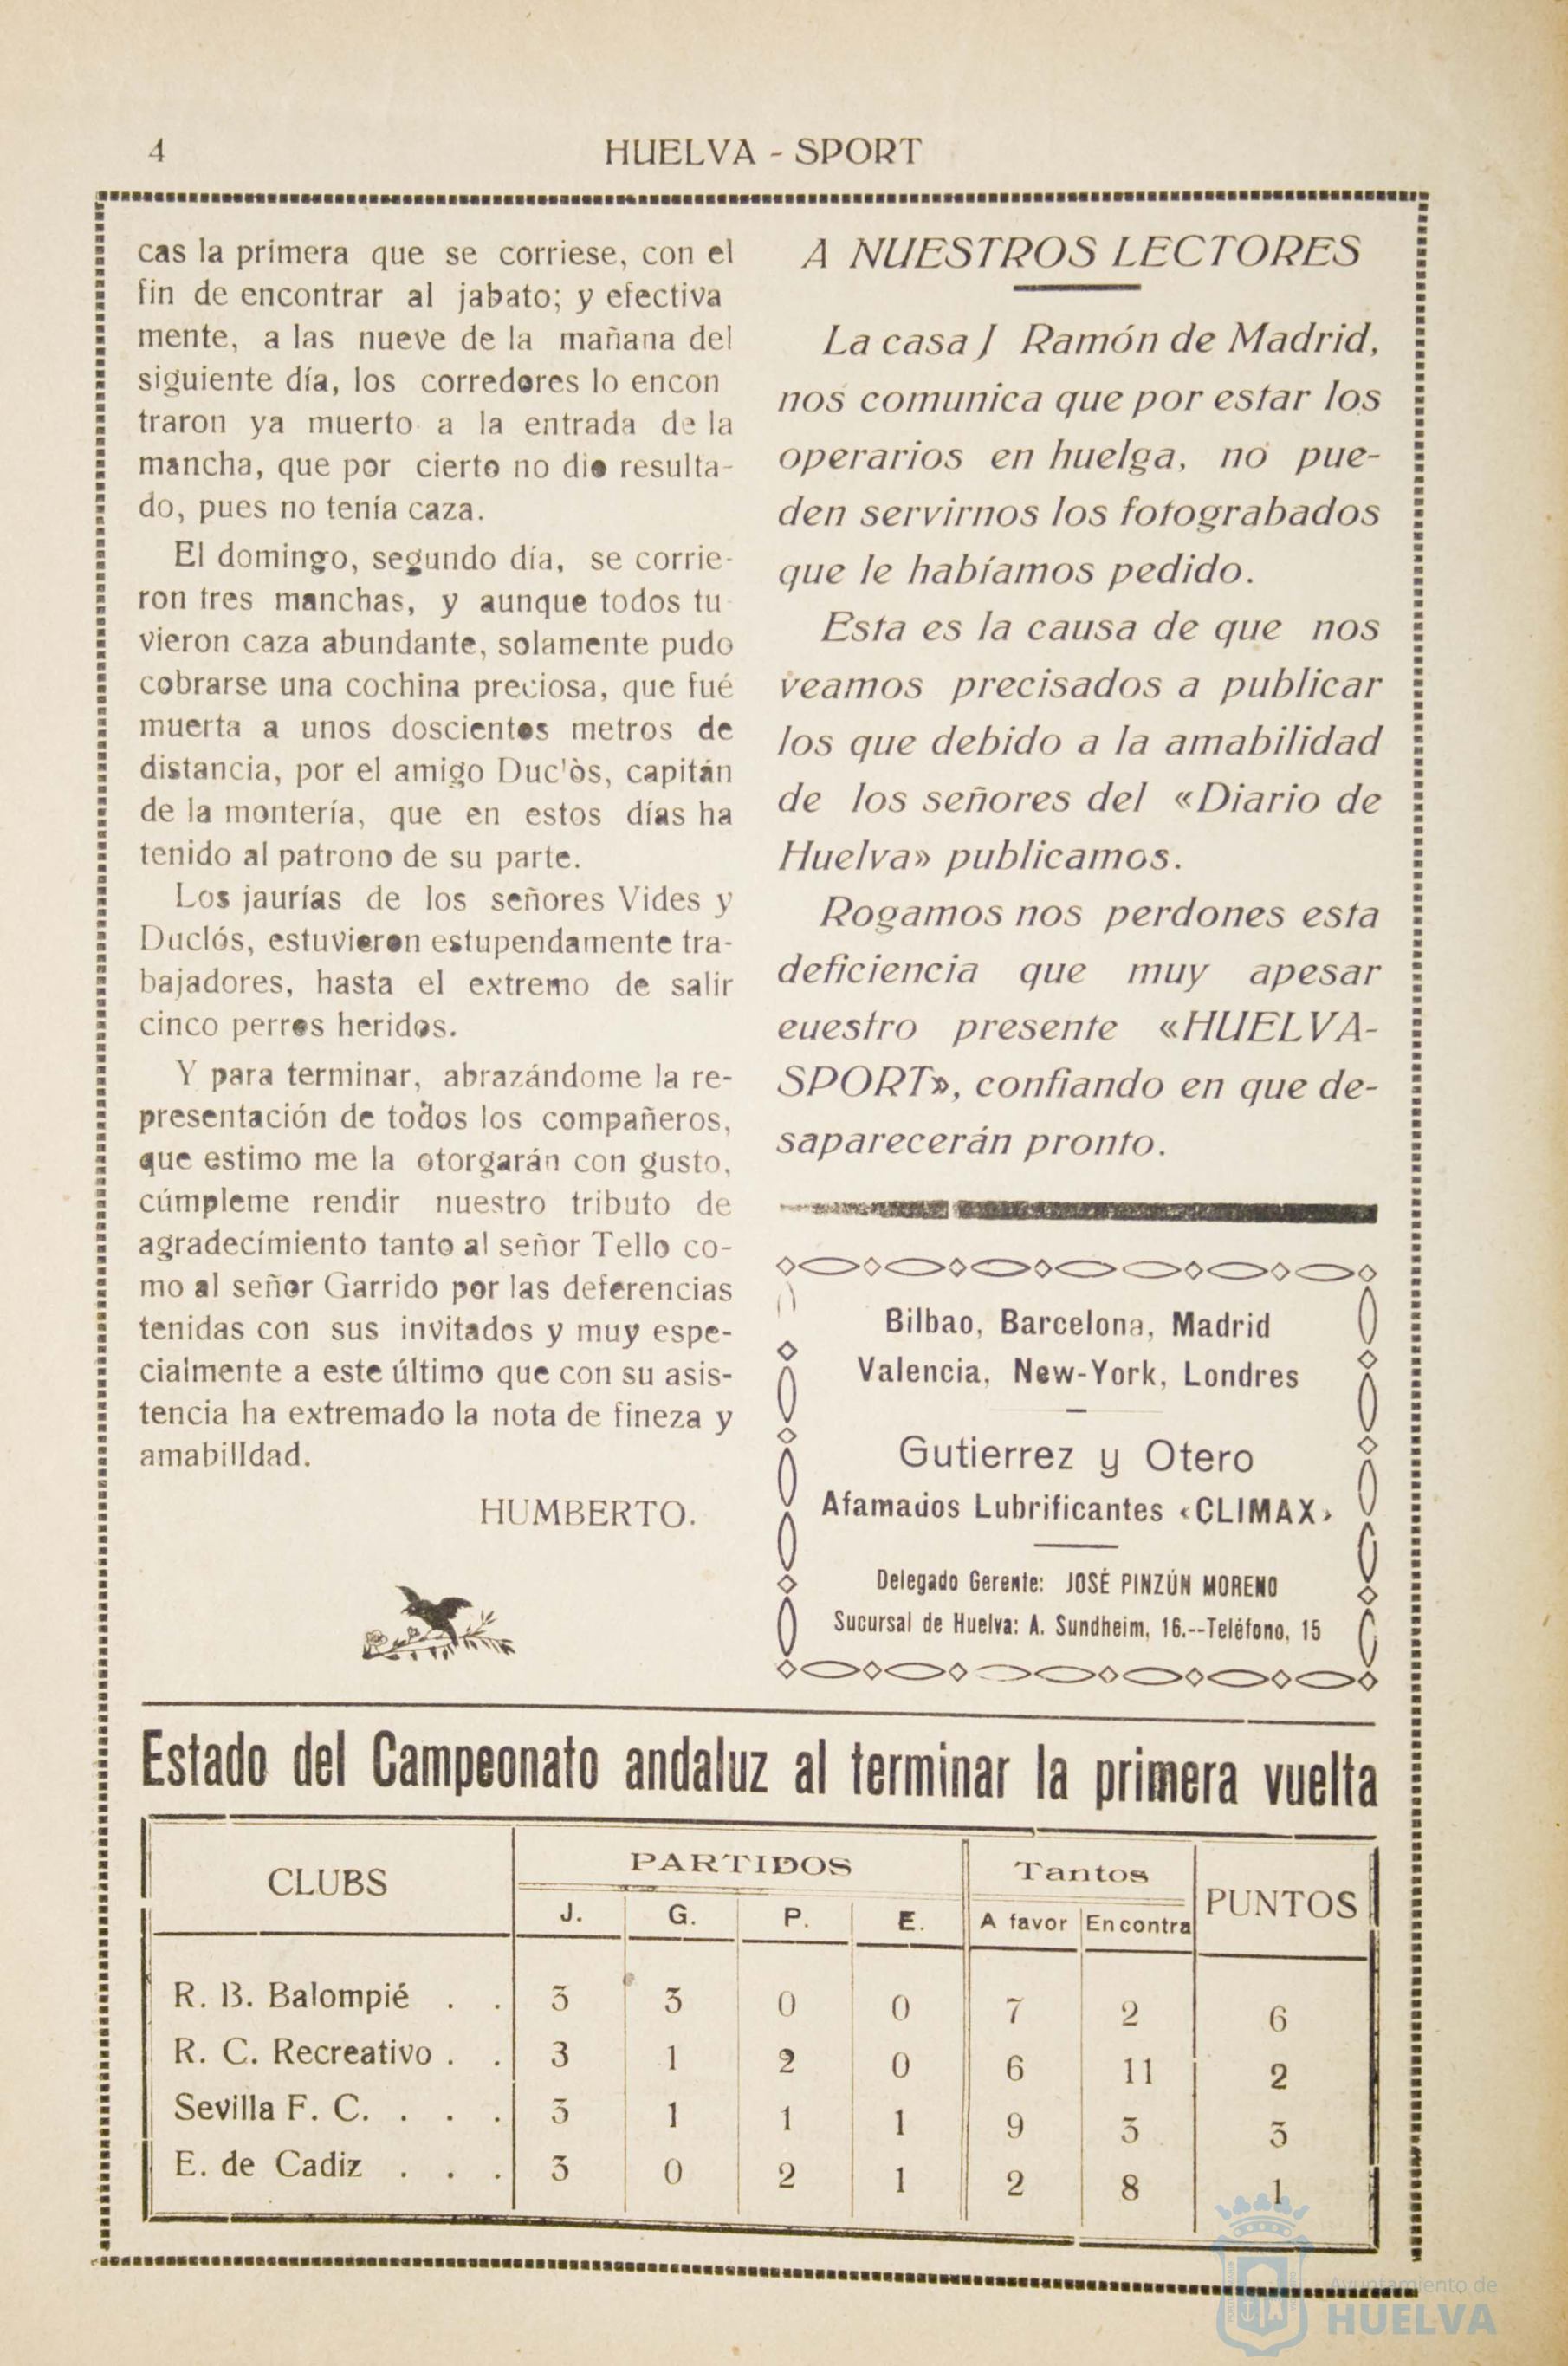 4
HUELVA - SPORT
cas la primera que se corriese, con el
fin de encontrar al jabato; y efectiva
mente, a las nueve de la mañana del
siguiente día, los corredores lo encon
traron ya muerto a la entrada de la
mancha, que por cierto no dio resulta-
do, pues no tenía caza.
El domingo, segundo día, se corrie-
ron tres manchas, y aunque todos tu
vieron caza abundante, solamente pudo
cobrarse una cochina preciosa, que fué
muerta a unos doscientos metros de
distancia, por el amigo Duc'òs, capitán
de la montería, que en estos días ha
tenido al patrono de su parte.
Los jaurías de los señores Vides y
Duclós, estuvieron estupendamente tra-
bajadores, hasta el extremo de salir
cinco perros heridos.
Y para terminar, abrazándome la re-
presentación de todos los compañeros,
que estimo me la otorgarán con gusto,
cúmpleme rendir nuestro tributo de
agradecimiento tanto al señor Tello co-
mo al señor Garrido por las deferencias
tenidas con sus invitados y muy espe-
cialmente a este último que con su asis-
tencia ha extremado la nota de fineza y
amabilIdad.
HUMBERTO.
A NUESTROS LECTORES
La casa J Ramón de Madrid,
nos comunica que por estar los
operarios en huelga, no pue-
den servirnos los fotograbados
que le habíamos pedido.
Esta es la causa de que nos
veamos precisados a publicar
los que debido a la amabilidad
de los señores del «Diario de
Huelva» publicamos.
Rogamos nos perdones esta
deficiencia que muy apesar
euestro presente «HUELVA-
SPORT», confiando en que de-
saparecerán pronto.
Bilbao, Barcelona, Madrid
Valencia, New-York, Londres
Gutierrez y Otero
Afamados Lubrificantes «CLIMAX»
Delegado Gerente: JOSÉ PINZÚN MORENO
Sucursal de Huelva: A. Sundheim, 16.--Teléfono, 15
Estado del Campeonato andaluz al terminar la primera vuelta
CLUBS PARTIDOS Tantos PUNTOS
J. G. P. E. A favor En contra
R. B. Balompié . . 3 3 0 0 7 2 6
R. C. Recreativo . . 3 1 2 0 6 11 2
Sevilla F. C. . . . 3 1 1 1 9 3 3
E. de Cadiz . . . 3 0 2 1 2 8 1
Ayuntamiento de
HUELVA